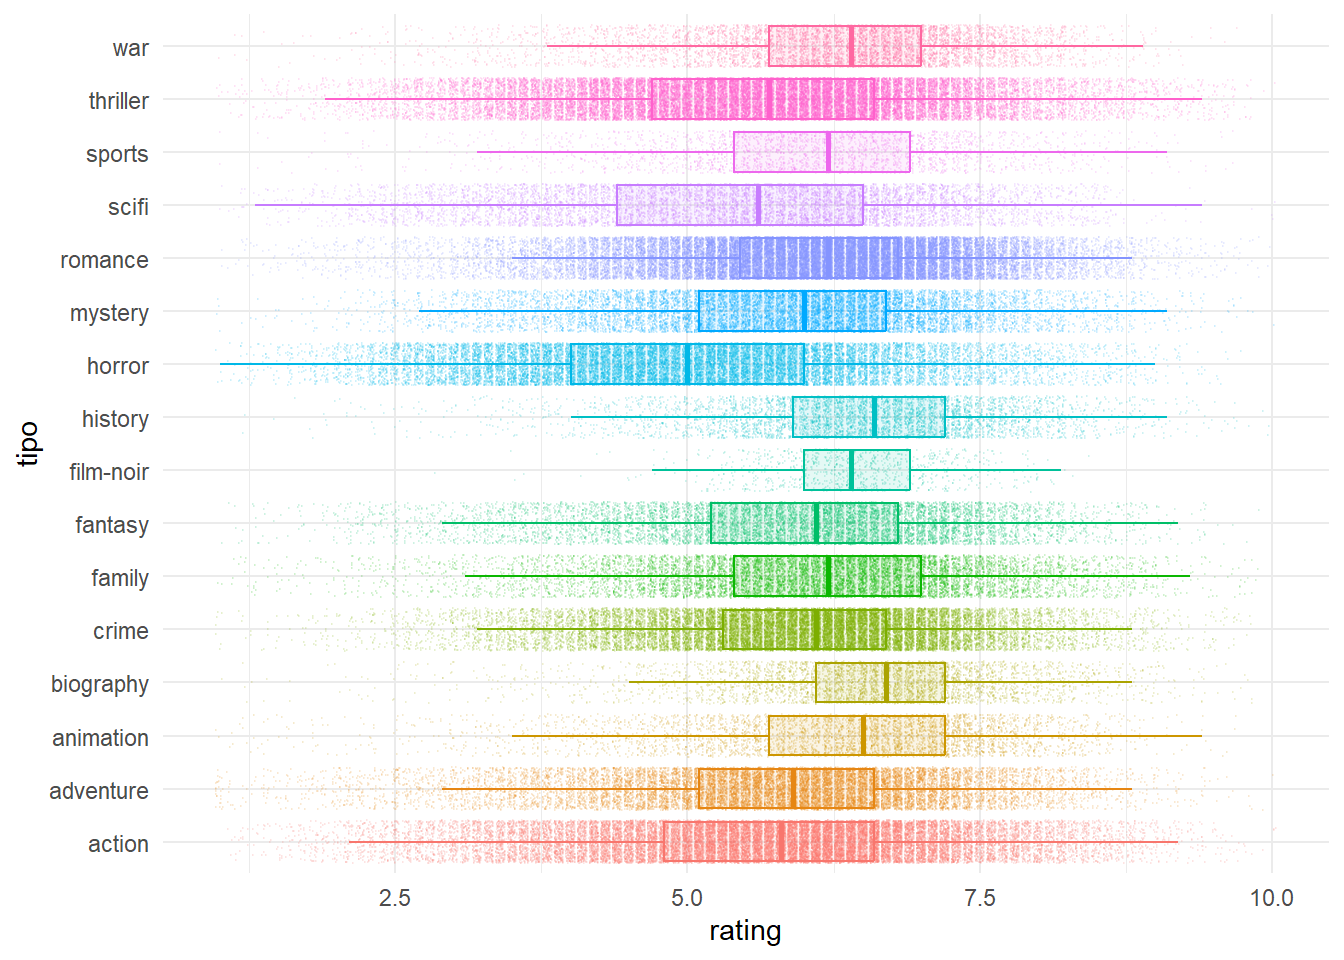 war
thriller
sports
scifi
romance
mystery
horror
history
film-noir
fantasy
family
crime
biography
animation
adventure
action
tipo
2.5 5.0 7.5 10.0
rating